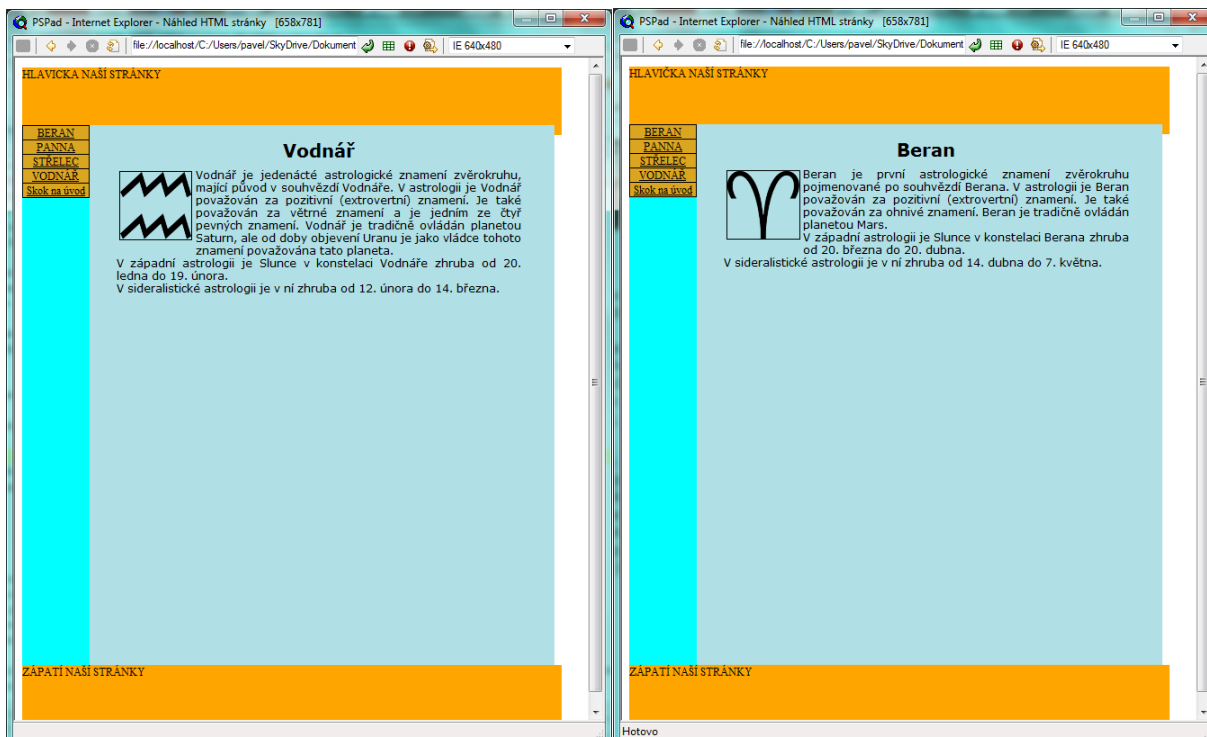 PSPad - Internet Explorer - Náhled HTML stránky [658x781]
file://localhost/C:/Users/pavel/SkyDrive/Dokument
IE 640x480
HLAVICKA NAŠÍ STRÁNKY
BERAN
PANNA
STŘELEC
VODNÁŘ
Skok na úvod
Vodnář
Vodnář je jedenácté astrologické znamení zvěrokruhu,
mající původ v souhvězdí Vodnáře. V astrologii je Vodnář
považován za pozitivní (extrovertní) znamení. Je také
považován za větrné znamení a je jedním ze čtyř
pevných znamení. Vodnář je tradičně ovládán planetou
Saturn, ale od doby objevení Uranu je jako vládce tohoto
znamení považována tato planeta.
V západní astrologii je Slunce v konstelaci Vodnáře zhruba od 20.
ledna do 19. února.
V sideralistické astrologii je v ní zhruba od 12. února do 14. března.
ZÁPATÍ NAŠÍ STRÁNKY
PSPad - Internet Explorer - Náhled HTML stránky [658x781]
file://localhost/C:/Users/pavel/SkyDrive/Dokument
IE 640x480
HLAVIČKA NAŠÍ STRÁNKY
BERAN
PANNA
STŘELEC
VODNÁŘ
Skok na úvod
Beran
Beran je první astrologické znamení zvěrokruhu
pojmenované po souhvězdí Berana. V astrologii je Beran
považován za pozitivní (extrovertní) znamení. Je také
považován za ohnivé znamení. Beran je tradičně ovládán
planetou Mars.
V západní astrologii je Slunce v konstelaci Berana zhruba
od 20. března do 20. dubna.
V sideralistické astrologii je v ní zhruba od 14. dubna do 7. května.
ZÁPATÍ NAŠÍ STRÁNKY
Hotovo